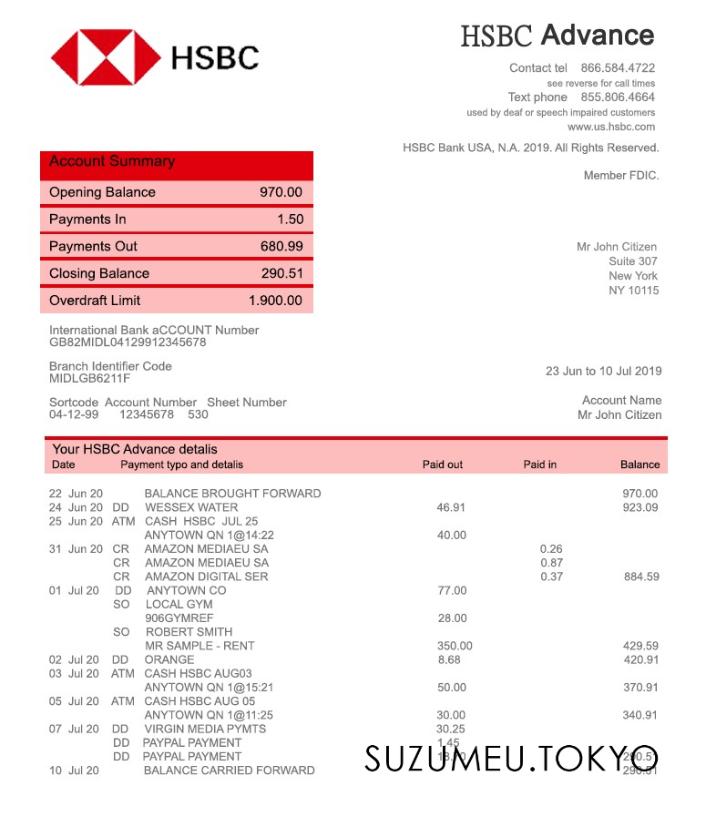 HSBC
HSBC Advance
Contact tel 866.584.4722
see reverse for call times
Text phone 855.806.4664
used by deaf or speech impaired customers
www.us.hsbc.com
HSBC Bank USA, N.A. 2019. All Rights Reserved.
Member FDIC.
Account Summary
Opening Balance 970.00
Payments In 1.50
Payments Out 680.99
Closing Balance 290.51
Overdraft Limit 1.900.00
Mr John Citizen
Suite 307
New York
NY 10115
International Bank aCCOUNT Number
GB82MIDL04129912345678
Branch Identifier Code
MIDLGB6211F
23 Jun to 10 Jul 2019
Sortcode Account Number Sheet Number
04-12-99 12345678 530
Account Name
Mr John Citizen
Your HSBC Advance detalis
Date Payment typo and detalis Paid out Paid in Balance
22 Jun 20 BALANCE BROUGHT FORWARD 970.00
24 Jun 20 DD WESSEX WATER 46.91 923.09
25 Jun 20 ATM CASH HSBC JUL 25
ANYTOWN QN 1@14:22 40.00
31 Jun 20 CR AMAZON MEDIAEU SA 0.26
CR AMAZON MEDIAEU SA 0.87
CR AMAZON DIGITAL SER 0.37 884.59
01 Jul 20 DD ANYTOWN CO 77.00
SO LOCAL GYM
906GYMREF 28.00
SO ROBERT SMITH
MR SAMPLE - RENT 350.00 429.59
02 Jul 20 DD ORANGE 8.68 420.91
03 Jul 20 ATM CASH HSBC AUG03
ANYTOWN QN 1@15:21 50.00 370.91
05 Jul 20 ATM CASH HSBC AUG 05
ANYTOWN QN 1@11:25 30.00 340.91
07 Jul 20 DD VIRGIN MEDIA PYMTS 30.25
DD PAYPAL PAYMENT 1.45
DD PAYPAL PAYMENT 290.51
10 Jul 20 BALANCE CARRIED FORWARD 290.51
SUZUMEU.TOKYO